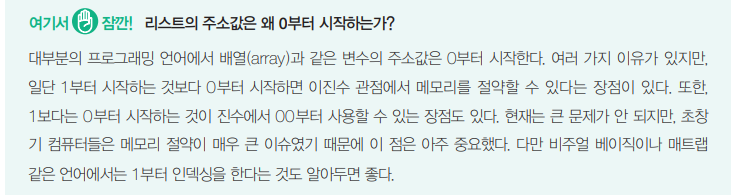 여기서 잠깐! 리스트의 주소값은 왜 0부터 시작하는가?
대부분의 프로그래밍 언어에서 배열(array)과 같은 변수의 주소값은 0부터 시작한다. 여러 가지 이유가 있지만,
일단 1부터 시작하는 것보다 0부터 시작하면 이진수 관점에서 메모리를 절약할 수 있다는 장점이 있다. 또한,
1보다는 0부터 시작하는 것이 진수에서 00부터 사용할 수 있는 장점도 있다. 현재는 큰 문제가 안 되지만, 초창
기 컴퓨터들은 메모리 절약이 매우 큰 이슈였기 때문에 이 점은 아주 중요했다. 다만 비주얼 베이직이나 매트랩
같은 언어에서는 1부터 인덱싱을 한다는 것도 알아두면 좋다.